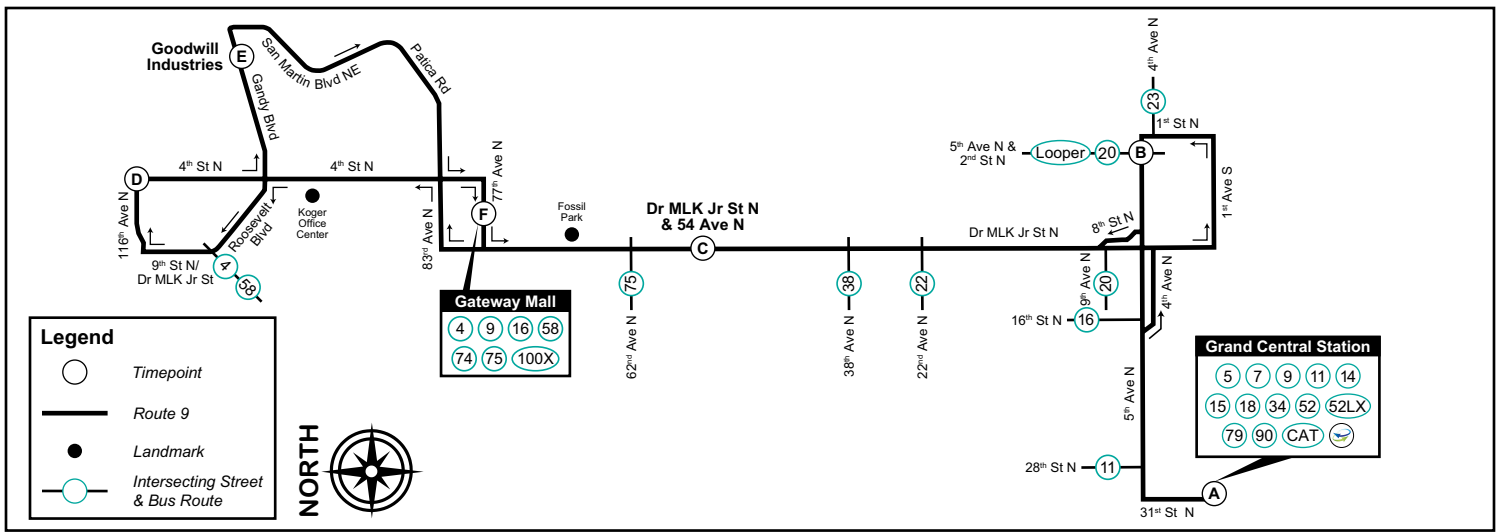 Goodwill
Industries
E
San Martin Blvd NE
Patica Rd
Gandy Blvd
4th St N
4th St N
D
116th Ave N
Roosevelt
Blvd
9th St N/
Dr MLK Jr St
4
58
Koger
Office
Center
83rd Ave N
77th Ave N
F
Gateway Mall
4 9 16 58
74 75 100X
Fossil
Park
75
62nd Ave N
Dr MLK Jr St N
& 54 Ave N
C
38
38th Ave N
22
22nd Ave N
Dr MLK Jr St N
8th St N
9th Ave N
20
4th Ave N
23
1st St N
5th Ave N &
2nd St N
Looper
20
B
1st Ave S
4th Ave N
16th St N
16
5th Ave N
28th St N
11
31st St N
A
Grand Central Station
5 7 9 11 14
15 18 34 52 52LX
79 90 CAT
Legend
Timepoint
Route 9
Landmark
Intersecting Street
& Bus Route
NORTH